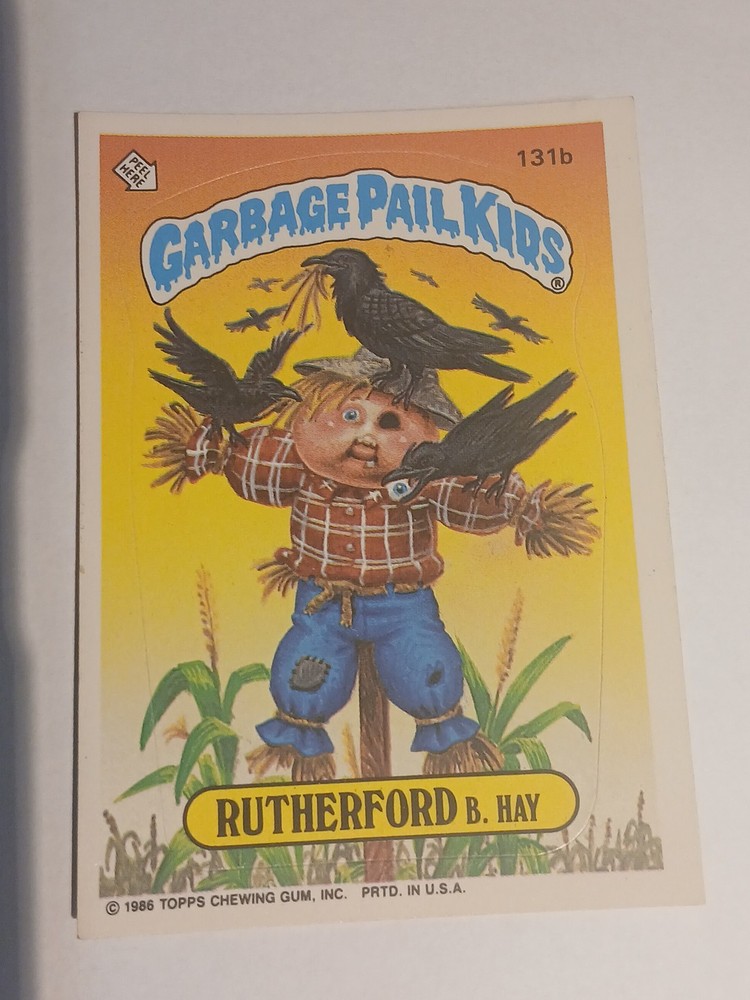 PEEL HERE
131b
GARBAGE PAIL KIDS®
RUTHERFORD B. HAY
© 1986 TOPPS CHEWING GUM, INC. PRTD. IN U.S.A.